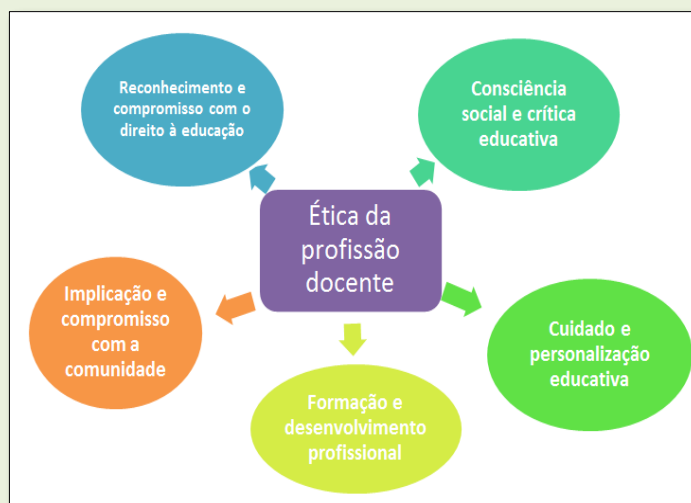 Reconhecimento e
compromisso com o
direito à educação
Consciência
social e crítica
educativa
Ética da
profissão
docente
Implicação e
compromisso
com a
comunidade
Cuidado e
personalização
educativa
Formação e
desenvolvimento
profissional